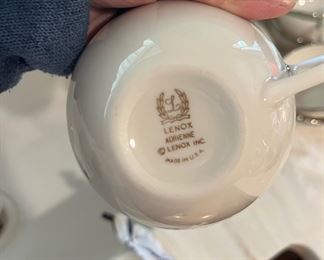 L
LENOX
ADRIENNE
© LENOX INC.
MADE IN U.S.A.